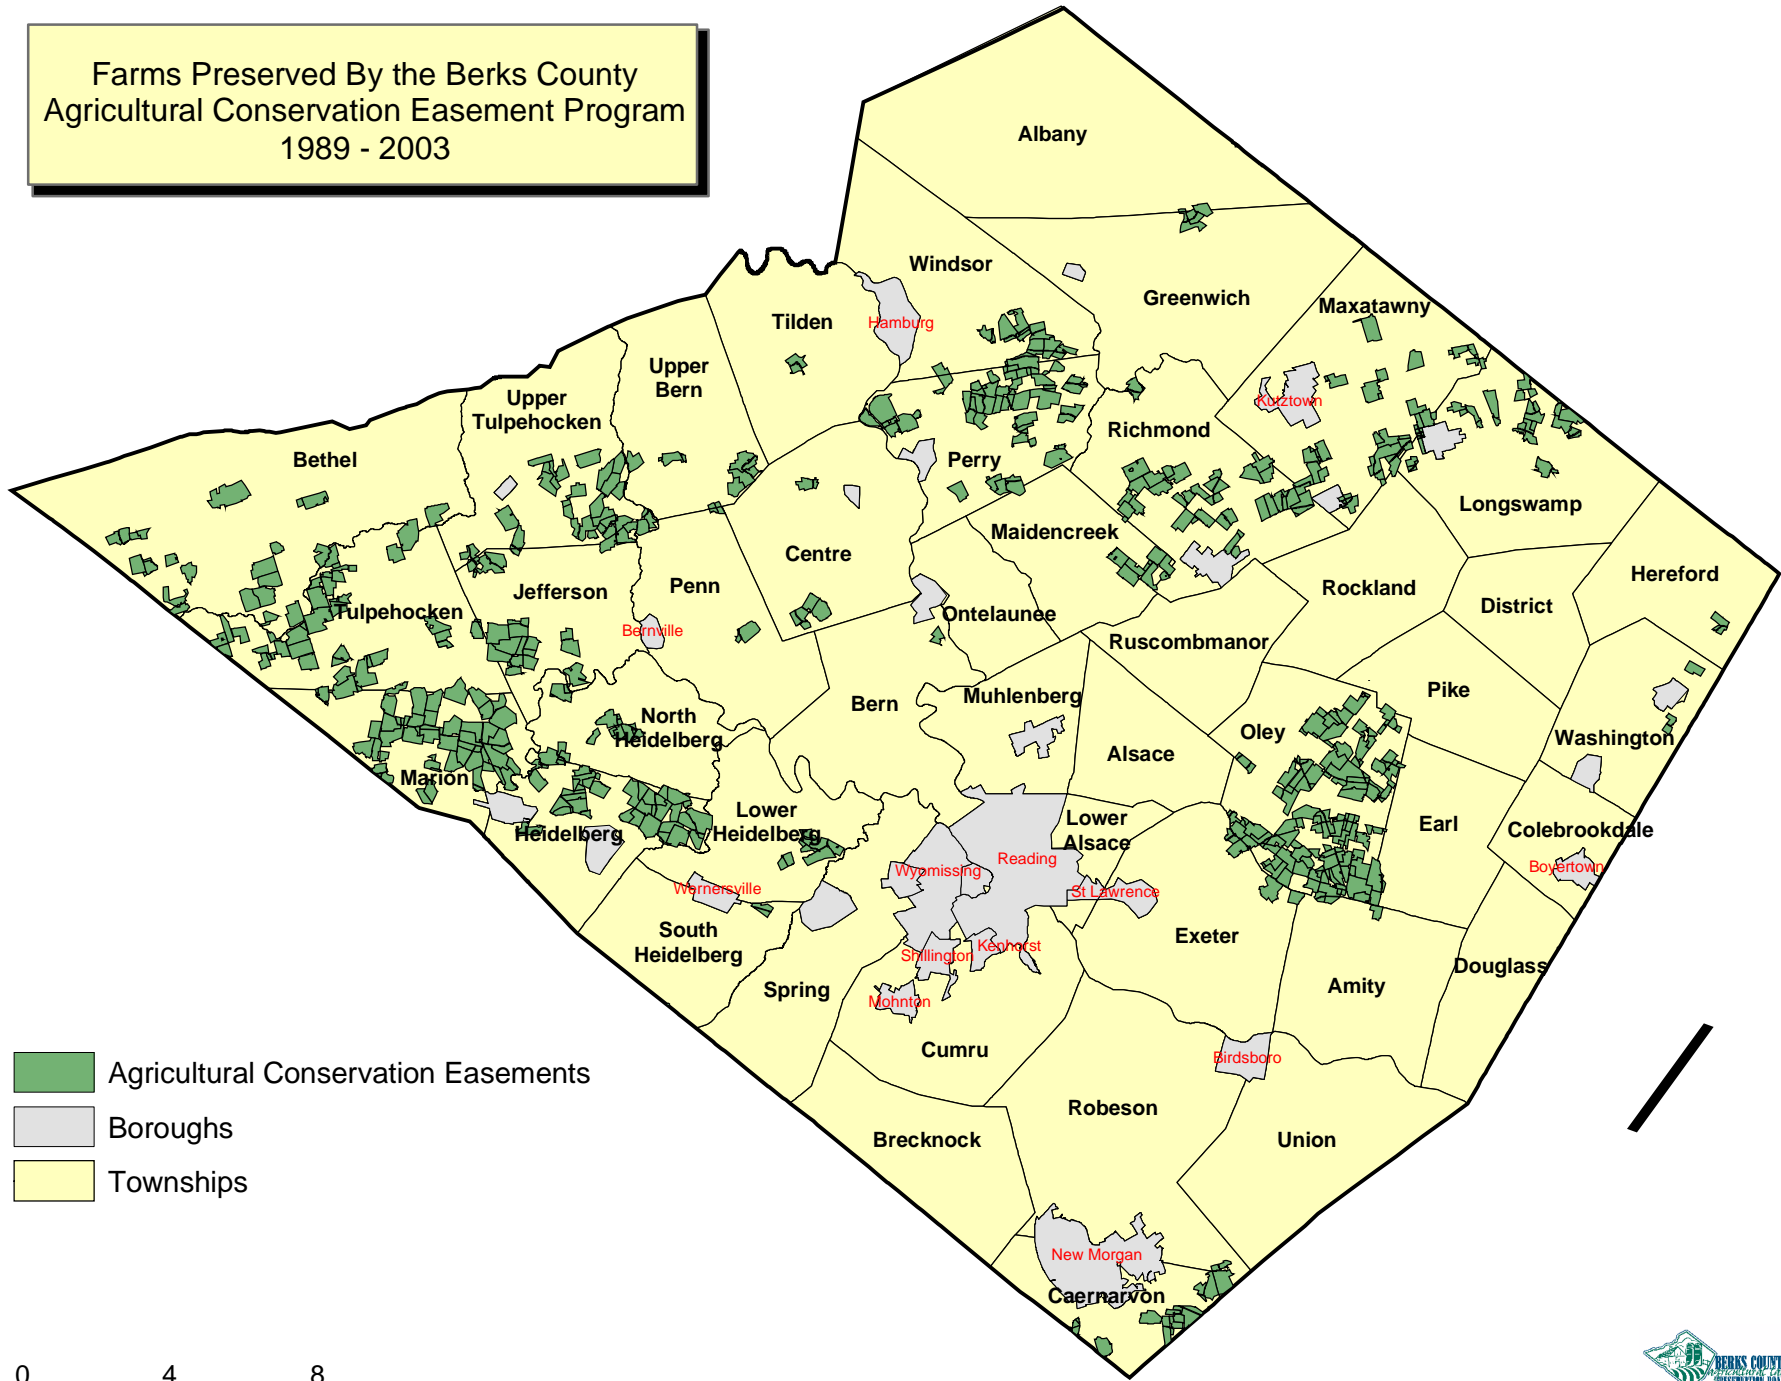 Farms Preserved By the Berks County
Agricultural Conservation Easement Program
1989 - 2003
Albany
Windsor
Greenwich
Maxatawny
Hamburg
Tilden
Upper
Bern
Upper
Tulpehocken
Kutztown
Richmond
Bethel
Perry
Longswamp
Maidencreek
Centre
Hereford
Penn
Rockland
Jefferson
District
Tulpehocken
Ontelaunee
Bernville
Ruscombmanor
Pike
Muhlenberg
Bern
North
Heidelberg
Oley
Washington
Alsace
Marion
Lower
Heidelberg
Lower
Alsace
Earl
Colebrookdale
Heidelberg
Reading
Boyertown
Wyomissing
Wernersville
St Lawrence
South
Heidelberg
Exeter
Kenhorst
Shillington
Douglass
Spring
Amity
Mohnton
Cumru
Birdsboro
Robeson
Brecknock
Union
New Morgan
Caernarvon
Agricultural Conservation Easements
Boroughs
Townships
0 4 8
BERKS COUNT